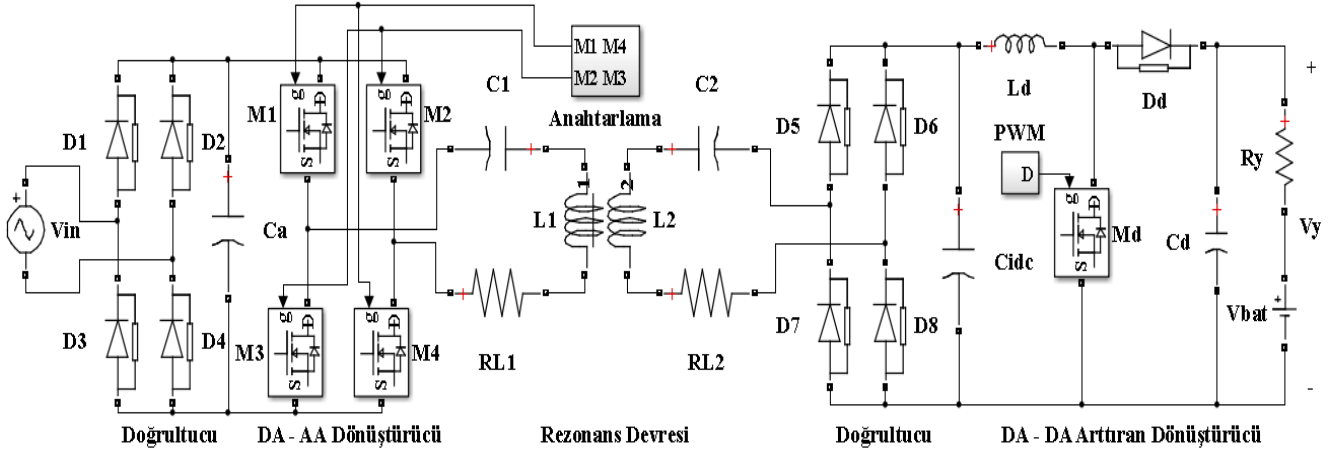 M1 M4
M2 M3
Anahtarlama
C1
C2
g
D
S
M1
g
D
S
M2
D1
D2
D3
D4
Vin
+
Ca
g
D
S
M3
g
D
S
M4
1
2
L1
L2
RL1
RL2
D5
D6
D7
D8
Cidc
Ld
Dd
PWM
D
g
D
S
Md
Cd
Ry
Vy
Vbat
+
+
-
Doğrultucu
DA - AA Dönüştürücü
Rezonans Devresi
Doğrultucu
DA - DA Arttıran Dönüştürücü